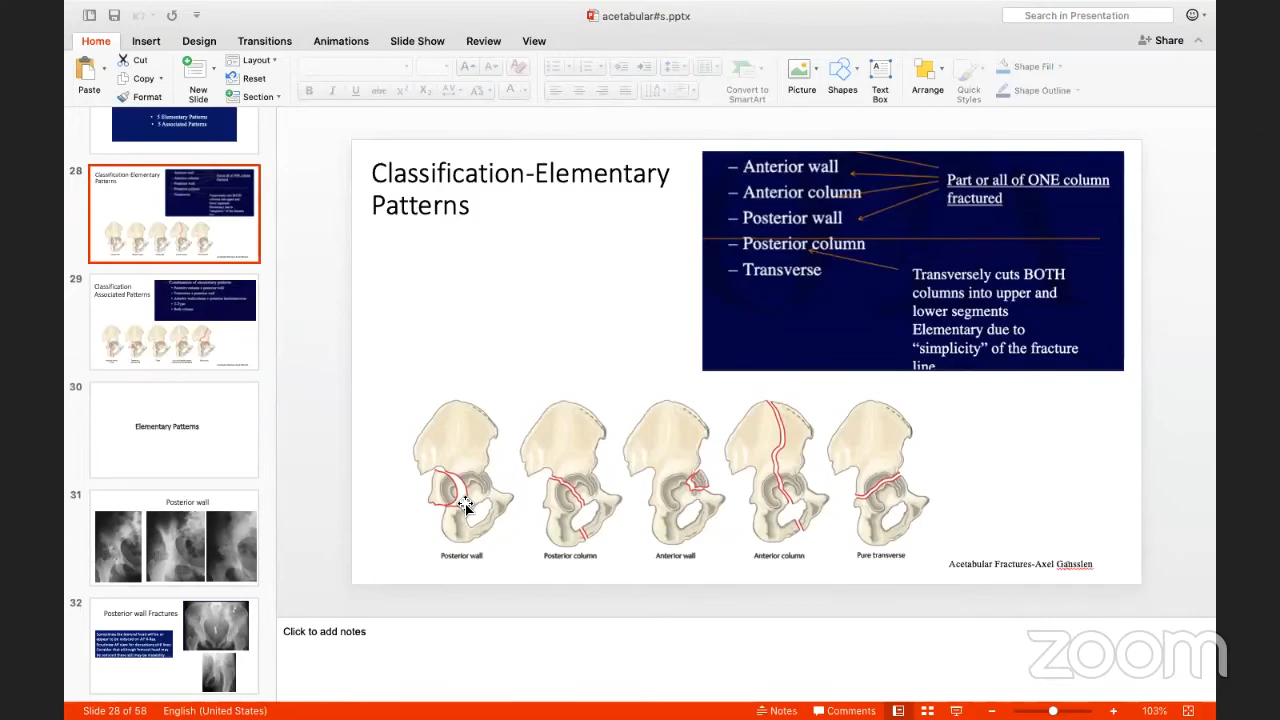 acetabular#s.pptx
Search in Presentation
Home Insert Design Transitions Animations Slide Show Review View
Share
Paste
Cut
Copy
Format
New
Slide
Layout
Reset
Section
B I U abc X² X₂ AV Aa A
Convert to
SmartArt
Picture
Shapes
Text
Box
Arrange
Quick
Styles
Shape Fill
Shape Outline
• 5 Elementary Patterns
• 5 Associated Patterns
28
Classification-Elementary
Patterns
29
Classification
Associated Patterns
30
Elementary Patterns
31
Posterior wall
32
Posterior wall Fractures
Classification-Elementary
Patterns
– Anterior wall
– Anterior column
– Posterior wall
– Posterior column
– Transverse
Part or all of ONE column
fractured
Transversely cuts BOTH
columns into upper and
lower segments
Elementary due to
“simplicity” of the fracture
line
Posterior wall
Posterior column
Anterior wall
Anterior column
Pure transverse
Acetabular Fractures-Axel Gansslen
Click to add notes
zoom
Slide 28 of 58
English (United States)
Notes
Comments
103%